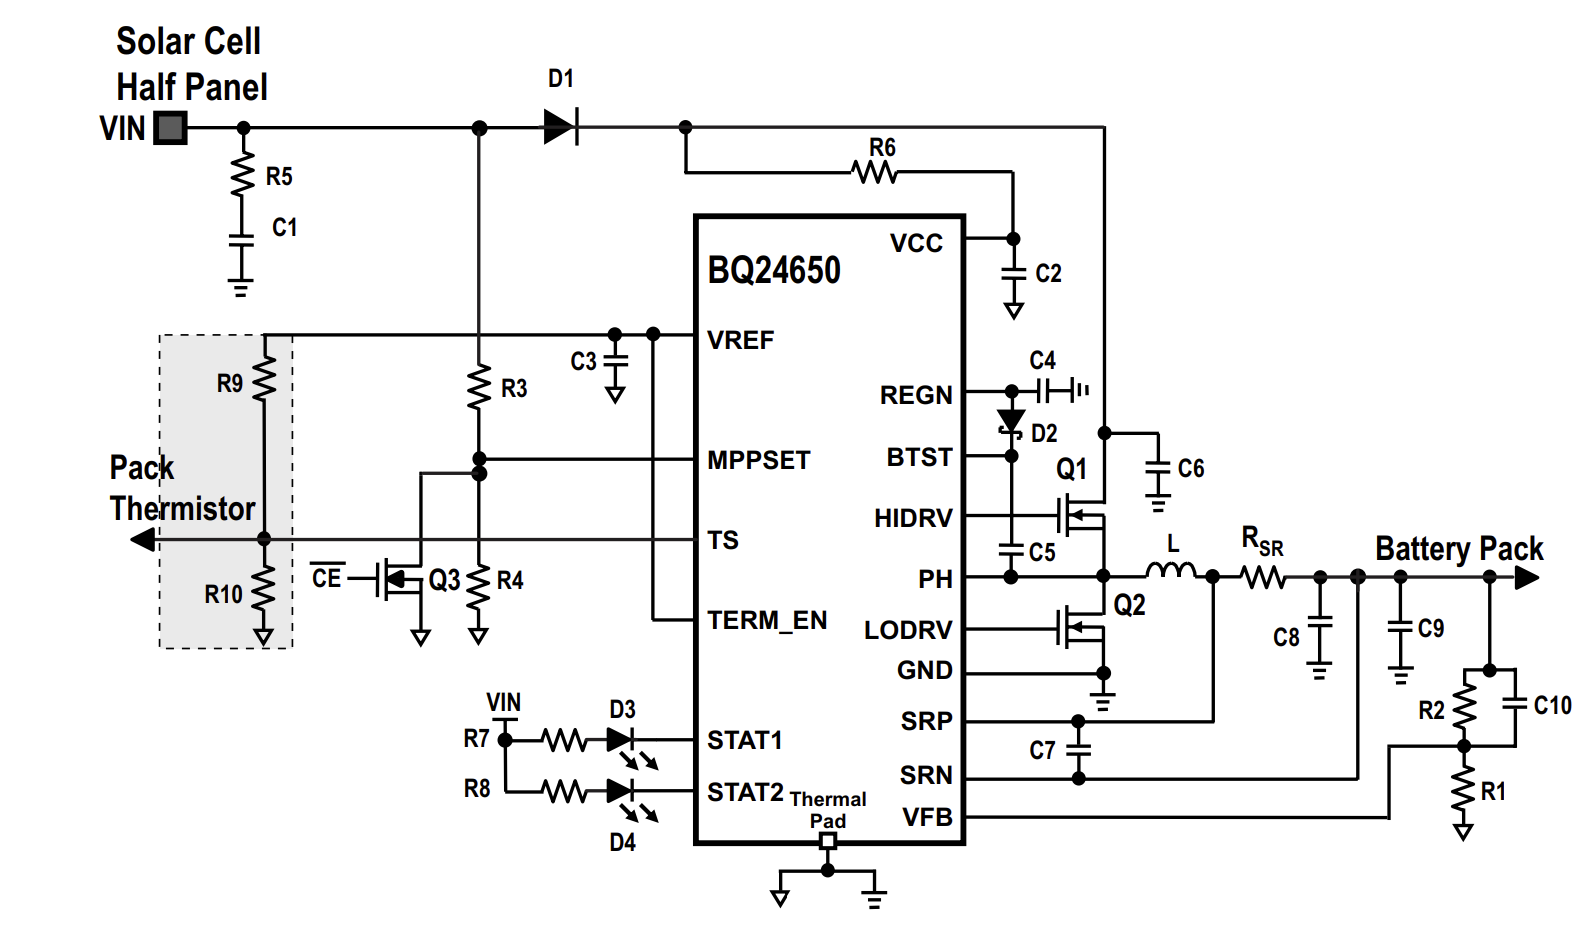 Solar Cell
Half Panel
VIN
D1
R5
C1
R6
VCC
BQ24650
C2
VREF
C3
R9
R3
C4
REGN
D2
Pack
Thermistor
MPPSET
BTST
Q1
C6
HIDRV
TS
C5
L
RSR
Battery Pack
CE
Q3
R4
R10
PH
Q2
TERM_EN
LODRV
C8
C9
GND
VIN
R7
D3
STAT1
SRP
C7
R2
C10
R8
STAT2
SRN
R1
D4
Thermal
Pad
VFB